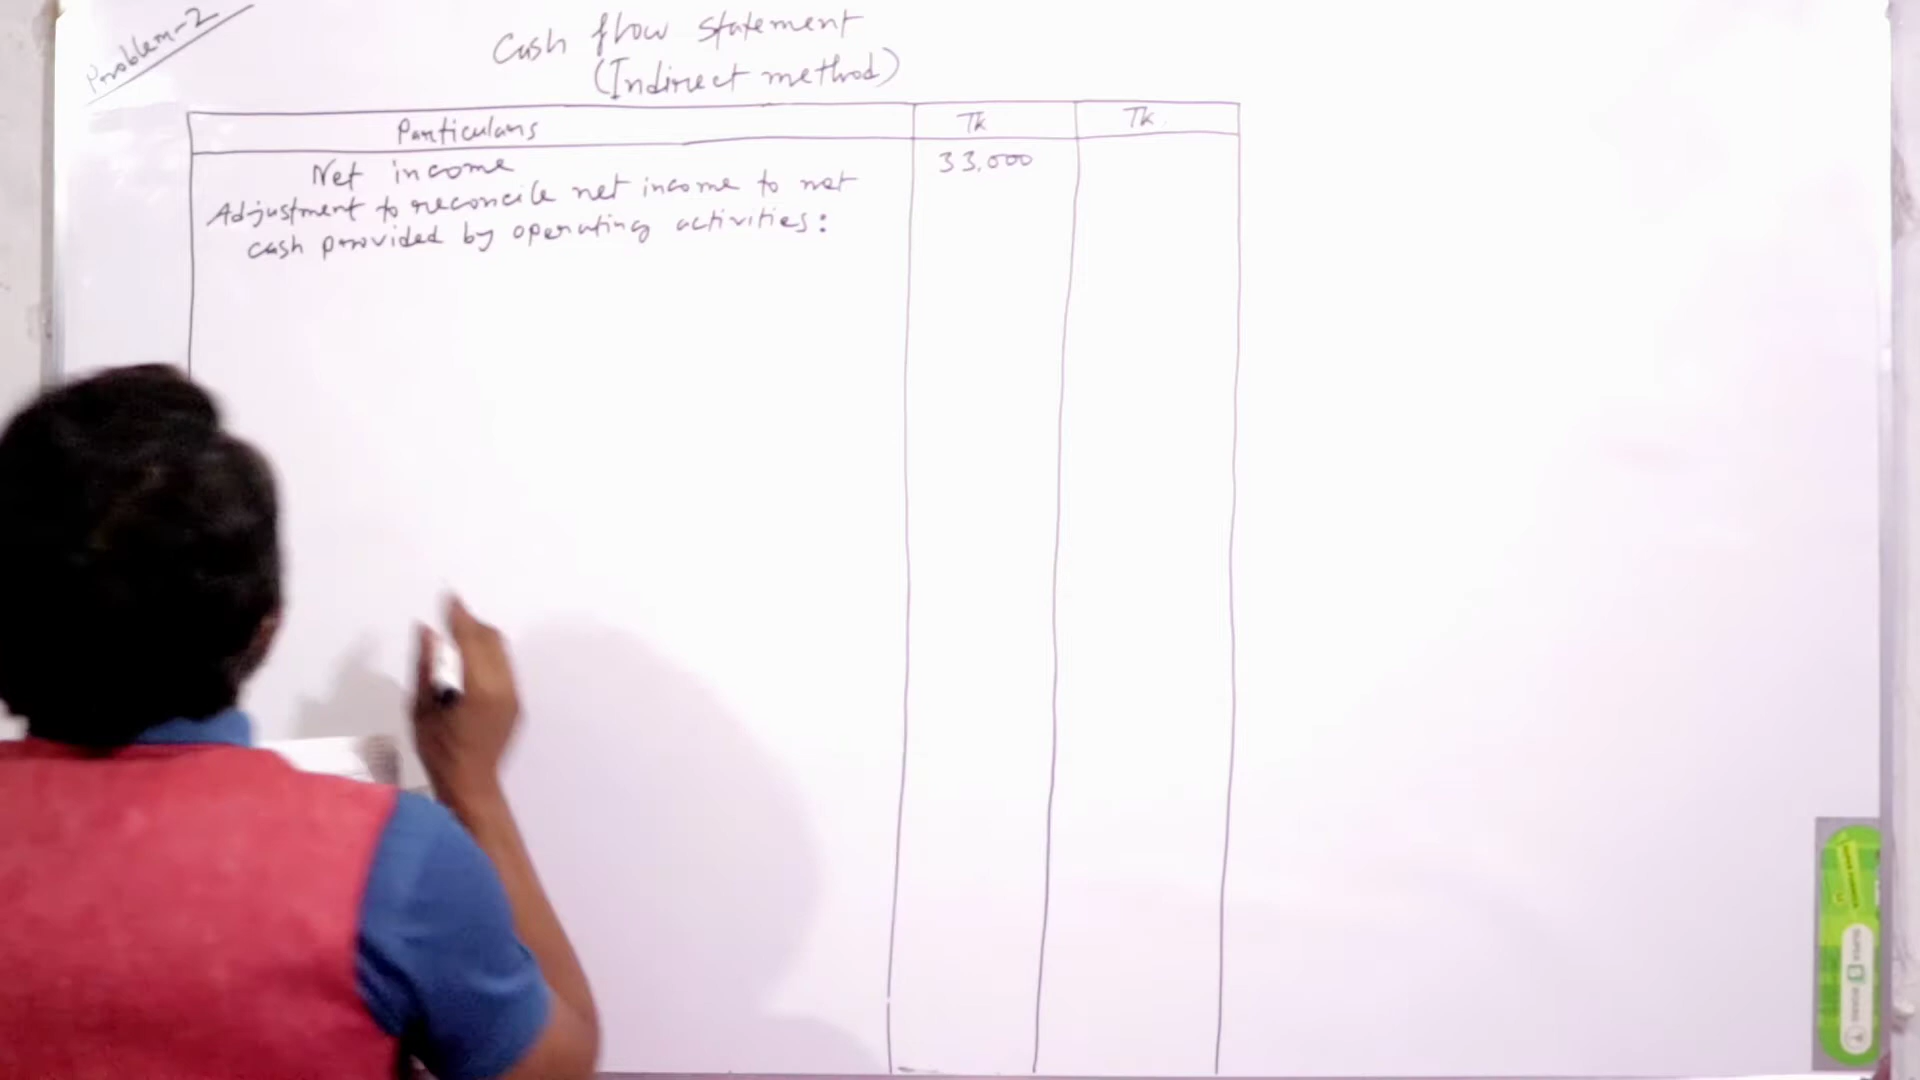 Problem-2
Cash flow statement
(Indirect method)
Particulars Tk Tk.
Net income 33,000
Adjustment to reconcile net income to net
cash provided by operating activities: